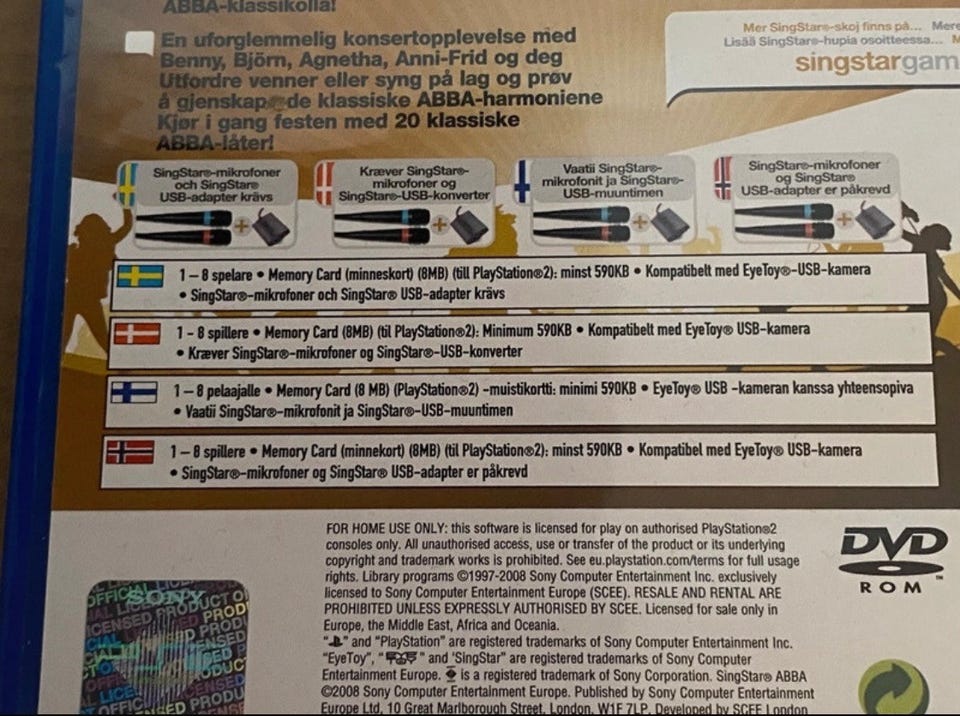 ABBA-klassikolla!
En uforglemmelig konsertopplevelse med
Benny, Björn, Agnetha, Anni-Frid og deg
Utfordre venner eller syng på lag og prøv
å gjenskap de klassiske ABBA-harmoniene
Kjør i gang festen med 20 klassiske
ABBA-låter!
Mer SingStar®-skoj finns på... Mere
Lisää SingStar®-hupia osoitteessa... M
singstargam
SingStar®-mikrofoner
och SingStar®
USB-adapter krävs
Kræver SingStar®-
mikrofoner og
SingStar®-USB-konverter
Vaatii SingStar®-
mikrofonit ja SingStar®-
USB-muuntimen
SingStar®-mikrofoner
og SingStar®
USB-adapter er påkrevd
1 – 8 spelare • Memory Card (minneskort) (8MB) (till PlayStation®2): minst 590KB • Kompatibelt med EyeToy®-USB-kamera
• SingStar®-mikrofoner och SingStar® USB-adapter krävs
1 - 8 spillere • Memory Card (8MB) (til PlayStation®2): Minimum 590KB • Kompatibelt med EyeToy® USB-kamera
• Kræver SingStar®-mikrofoner og SingStar®-USB-konverter
1 – 8 pelaajalle • Memory Card (8 MB) (PlayStation®2) -muistikortti: minimi 590KB • EyeToy® USB -kameran kanssa yhteensopiva
• Vaatii SingStar®-mikrofonit ja SingStar®-USB-muuntimen
1 – 8 spillere • Memory Card (minnekort) (8MB) (til PlayStation®2): minst 590KB • Kompatibel med EyeToy® USB-kamera
• SingStar®-mikrofoner og SingStar® USB-adapter er påkrevd
FOR HOME USE ONLY: this software is licensed for play on authorised PlayStation®2
consoles only. All unauthorised access, use or transfer of the product or its underlying
copyright and trademark works is prohibited. See eu.playstation.com/terms for full usage
rights. Library programs ©1997-2008 Sony Computer Entertainment Inc. exclusively
licensed to Sony Computer Entertainment Europe (SCEE). RESALE AND RENTAL ARE
PROHIBITED UNLESS EXPRESSLY AUTHORISED BY SCEE. Licensed for sale only in
Europe, the Middle East, Africa and Oceania.
" " and "PlayStation" are registered trademarks of Sony Computer Entertainment Inc.
"EyeToy", " " and 'SingStar" are registered trademarks of Sony Computer
Entertainment Europe. is a registered trademark of Sony Corporation. SingStar® ABBA
©2008 Sony Computer Entertainment Europe. Published by Sony Computer Entertainment
Europe Ltd, 10 Great Marlborough Street, London, W1F 7LP. Developed by SCEE London
DVD
ROM
SONY